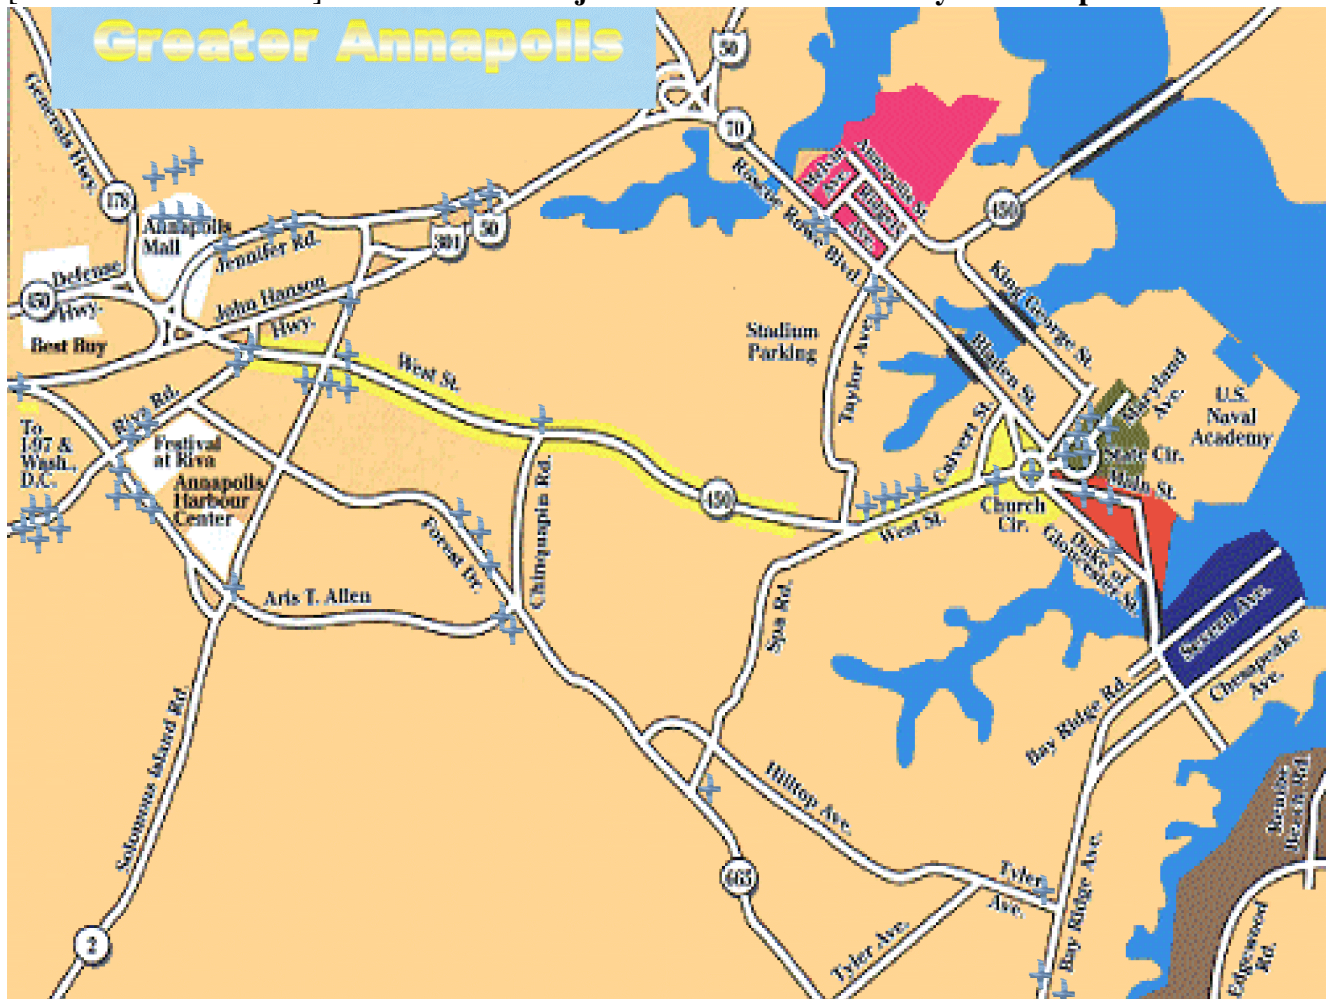 Greater Annapolis
50
Generals Hwy.
70
178
Annapolis
Mall
Jennifer Rd.
301
50
450
Defense
Hwy.
John Hanson
Hwy.
Best Buy
Roscoe Rowe Blvd.
Annapolis St.
Ave.
Ave.
450
King George St.
Stadium
Parking
Taylor Ave.
Bladen St.
Maryland
Ave.
U.S.
Naval
Academy
West St.
Riva Rd.
To
I-97 &
Wash.,
D.C.
Festival
at Riva
Annapolis
Harbour
Center
Calvert St.
State Cir.
Main St.
450
West St.
Church
Cir.
Duke of
Gloucester St.
Forest Dr.
Chinquapin Rd.
Aris T. Allen
Spa Rd.
Severn Ave.
Chesapeake
Ave.
Bay Ridge Rd.
Solomons Island Rd.
Hilltop Ave.
665
Tyler
Ave.
Tyler Ave.
Bay Ridge Ave.
Edgewood
Rd.
2